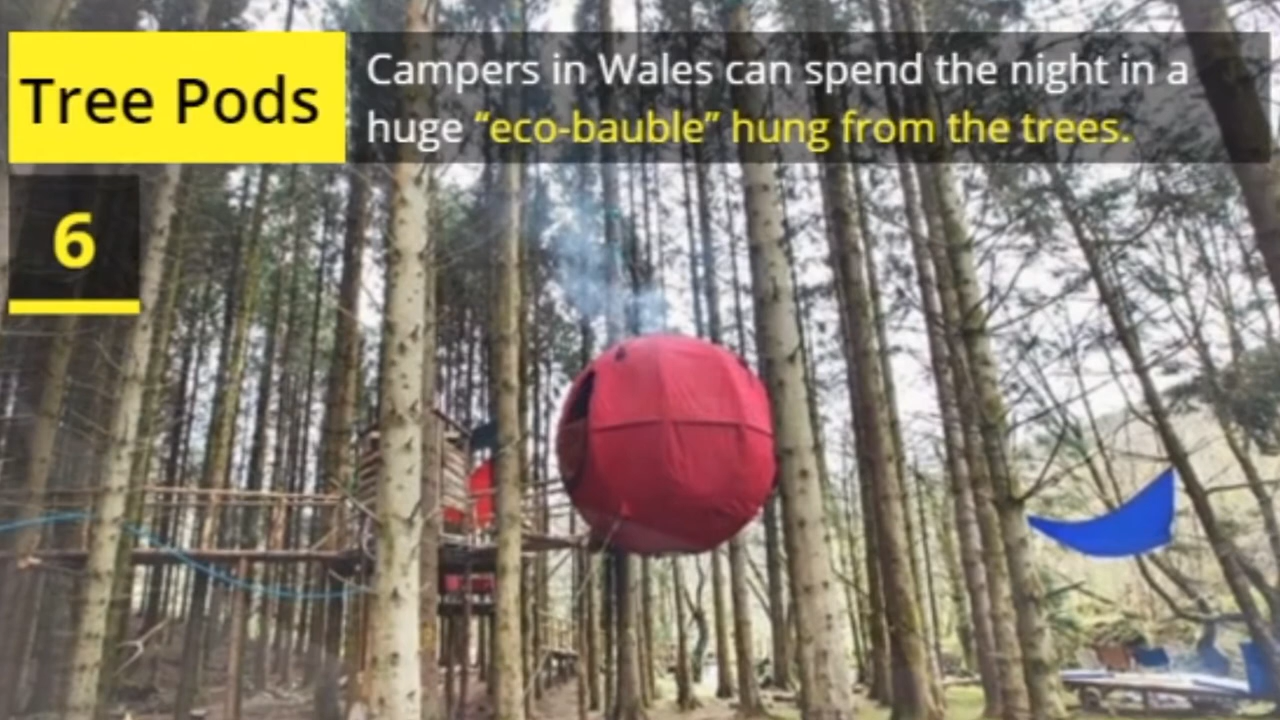 Tree Pods
Campers in Wales can spend the night in a
huge “eco-bauble” hung from the trees.
6